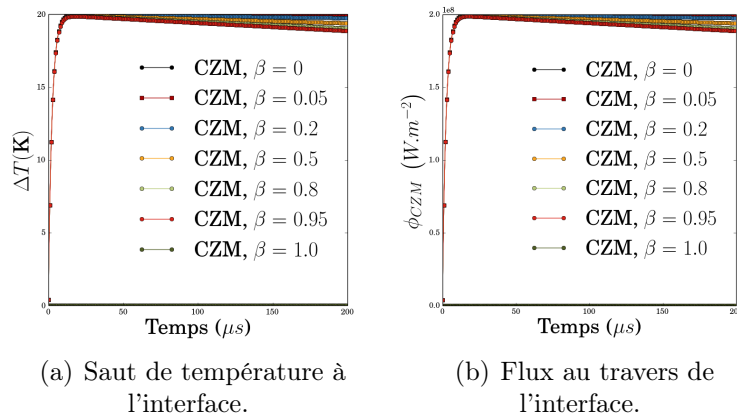 20
15
10
5
0
ΔT(K)
CZM, β = 0
CZM, β = 0.05
CZM, β = 0.2
CZM, β = 0.5
CZM, β = 0.8
CZM, β = 0.95
CZM, β = 1.0
0 50 100 150 200
Temps (μs)
(a) Saut de température à
l'interface.
1e8
2.0
1.5
1.0
0.5
0.0
ϕ_CZM (W.m⁻²)
CZM, β = 0
CZM, β = 0.05
CZM, β = 0.2
CZM, β = 0.5
CZM, β = 0.8
CZM, β = 0.95
CZM, β = 1.0
0 50 100 150 200
Temps (μs)
(b) Flux au travers de
l'interface.